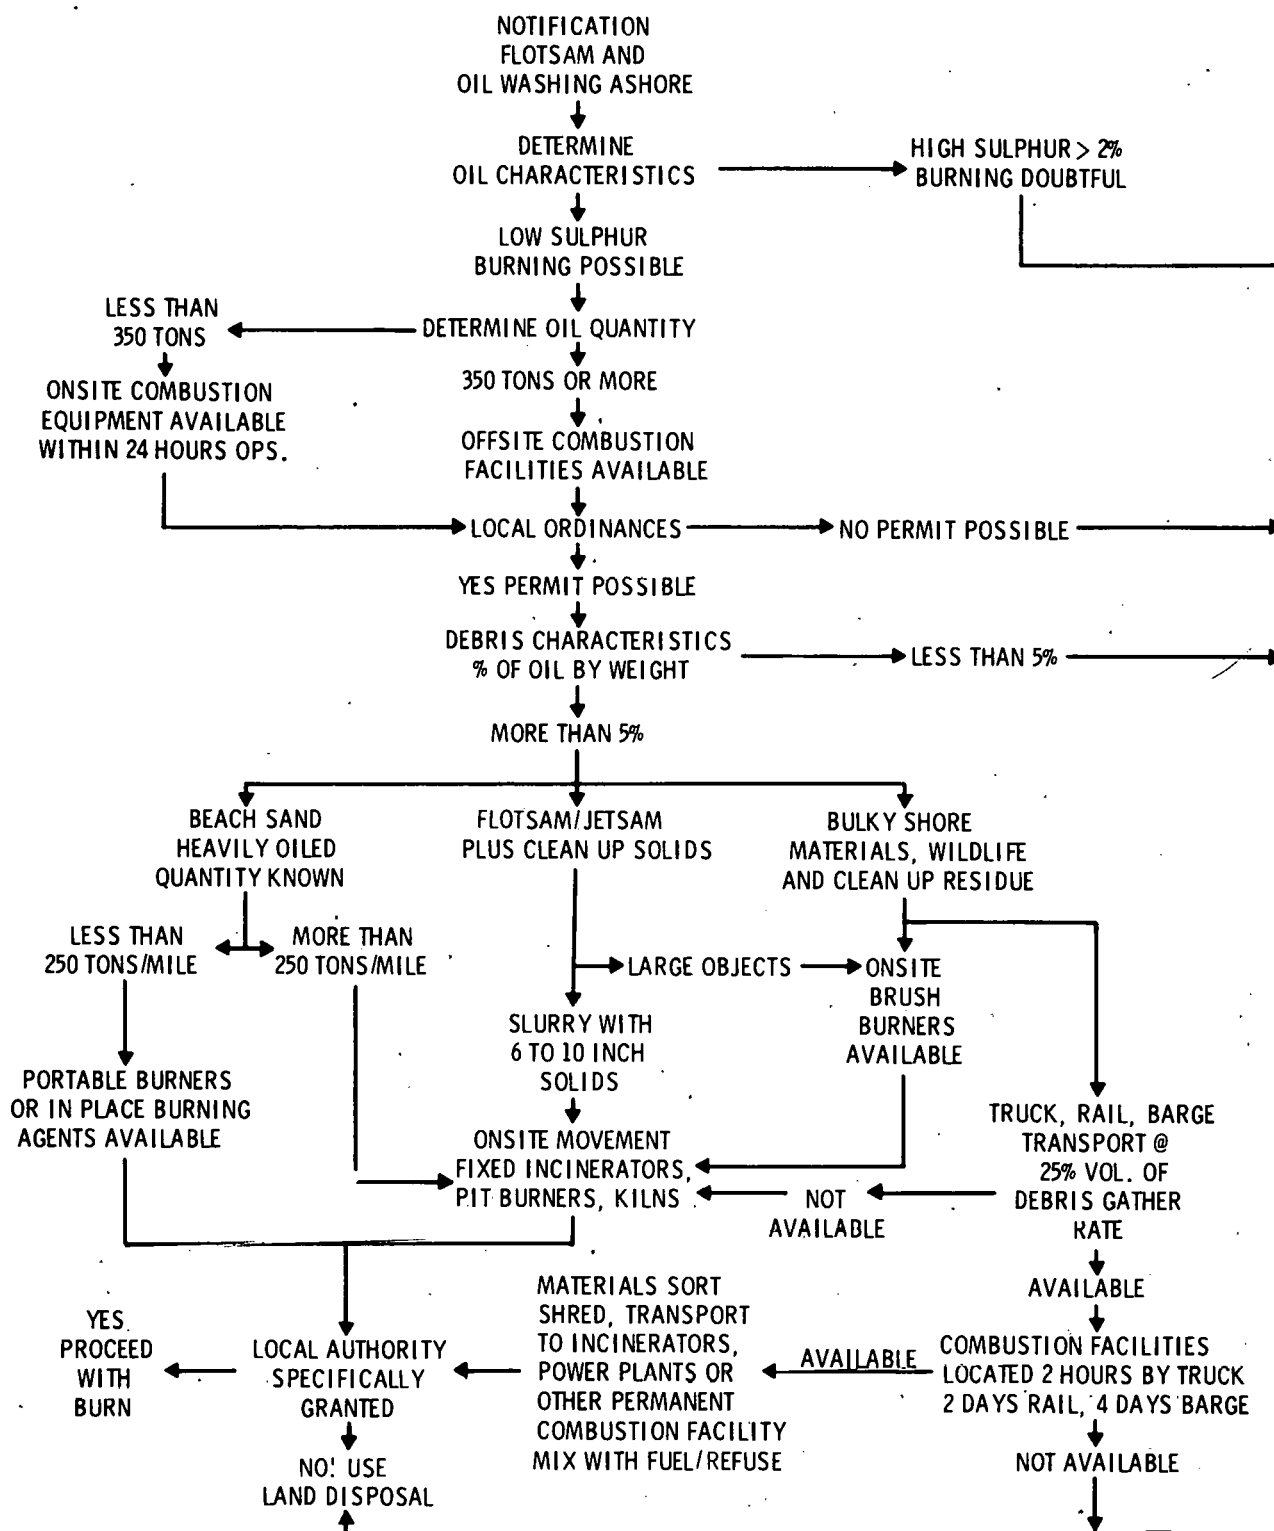 NOTIFICATION
FLOTSAM AND
OIL WASHING ASHORE
DETERMINE
OIL CHARACTERISTICS
HIGH SULPHUR > 2%
BURNING DOUBTFUL
LOW SULPHUR
BURNING POSSIBLE
LESS THAN
350 TONS
DETERMINE OIL QUANTITY
350 TONS OR MORE
ONSITE COMBUSTION
EQUIPMENT AVAILABLE
WITHIN 24 HOURS OPS.
OFFSITE COMBUSTION
FACILITIES AVAILABLE
LOCAL ORDINANCES
NO PERMIT POSSIBLE
YES PERMIT POSSIBLE
DEBRIS CHARACTERISTICS
% OF OIL BY WEIGHT
LESS THAN 5%
MORE THAN 5%
BEACH SAND
HEAVILY OILED
QUANTITY KNOWN
FLOTSAM/JETSAM
PLUS CLEAN UP SOLIDS
BULKY SHORE
MATERIALS, WILDLIFE
AND CLEAN UP RESIDUE
LESS THAN
250 TONS/MILE
MORE THAN
250 TONS/MILE
LARGE OBJECTS
ONSITE
BRUSH
BURNERS
AVAILABLE
SLURRY WITH
6 TO 10 INCH
SOLIDS
PORTABLE BURNERS
OR IN PLACE BURNING
AGENTS AVAILABLE
ONSITE MOVEMENT
FIXED INCINERATORS,
PIT BURNERS, KILNS
NOT
AVAILABLE
TRUCK, RAIL, BARGE
TRANSPORT @
25% VOL. OF
DEBRIS GATHER
RATE
AVAILABLE
YES.
PROCEED
WITH
BURN
LOCAL AUTHORITY
SPECIFICALLY
GRANTED
MATERIALS SORT
SHRED, TRANSPORT
TO INCINERATORS,
POWER PLANTS OR
OTHER PERMANENT
COMBUSTION FACILITY
MIX WITH FUEL/REFUSE
AVAILABLE
COMBUSTION FACILITIES
LOCATED 2 HOURS BY TRUCK
2 DAYS RAIL, 4 DAYS BARGE
NO! USE
LAND DISPOSAL
NOT AVAILABLE